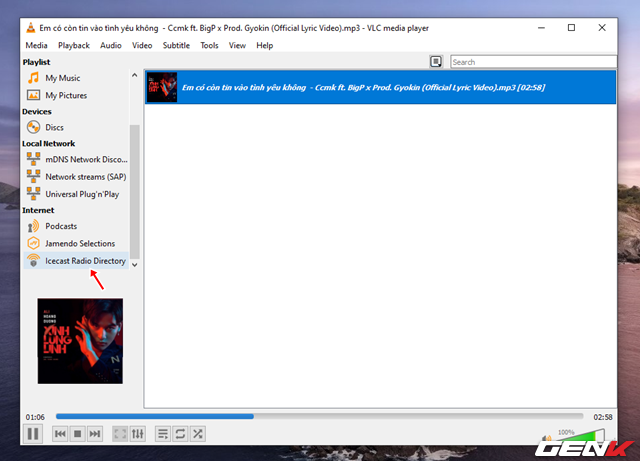 Em có còn tin vào tình yêu không - Ccmk ft. BigP x Prod. Gyokin (Official Lyric Video).mp3 - VLC media player
Media Playback Audio Video Subtitle Tools View Help
Playlist
Search
My Music
My Pictures
Devices
Discs
Local Network
mDNS Network Disco...
Network streams (SAP)
Universal Plug'n'Play
Internet
Podcasts
Jamendo Selections
Icecast Radio Directory
Em có còn tin vào tình yêu không - Ccmk ft. BigP x Prod. Gyokin (Official Lyric Video).mp3 [02:58]
HOANG
DUONG
XINH
LUNG
LINH
01:06
02:58
100%
GENK